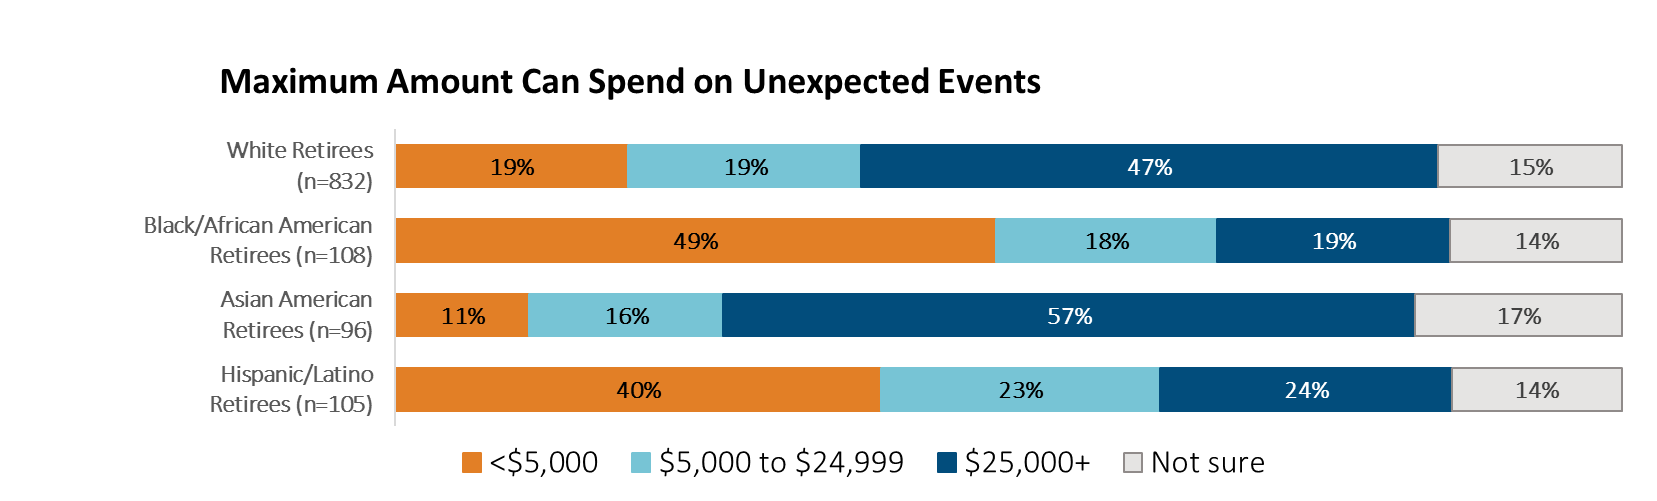 Maximum Amount Can Spend on Unexpected Events
White Retirees
(n=832)
19%
19%
47%
15%
Black/African American
Retirees (n=108)
49%
18%
19%
14%
Asian American
Retirees (n=96)
11%
16%
57%
17%
Hispanic/Latino
Retirees (n=105)
40%
23%
24%
14%
<$5,000
$5,000 to $24,999
$25,000+
Not sure